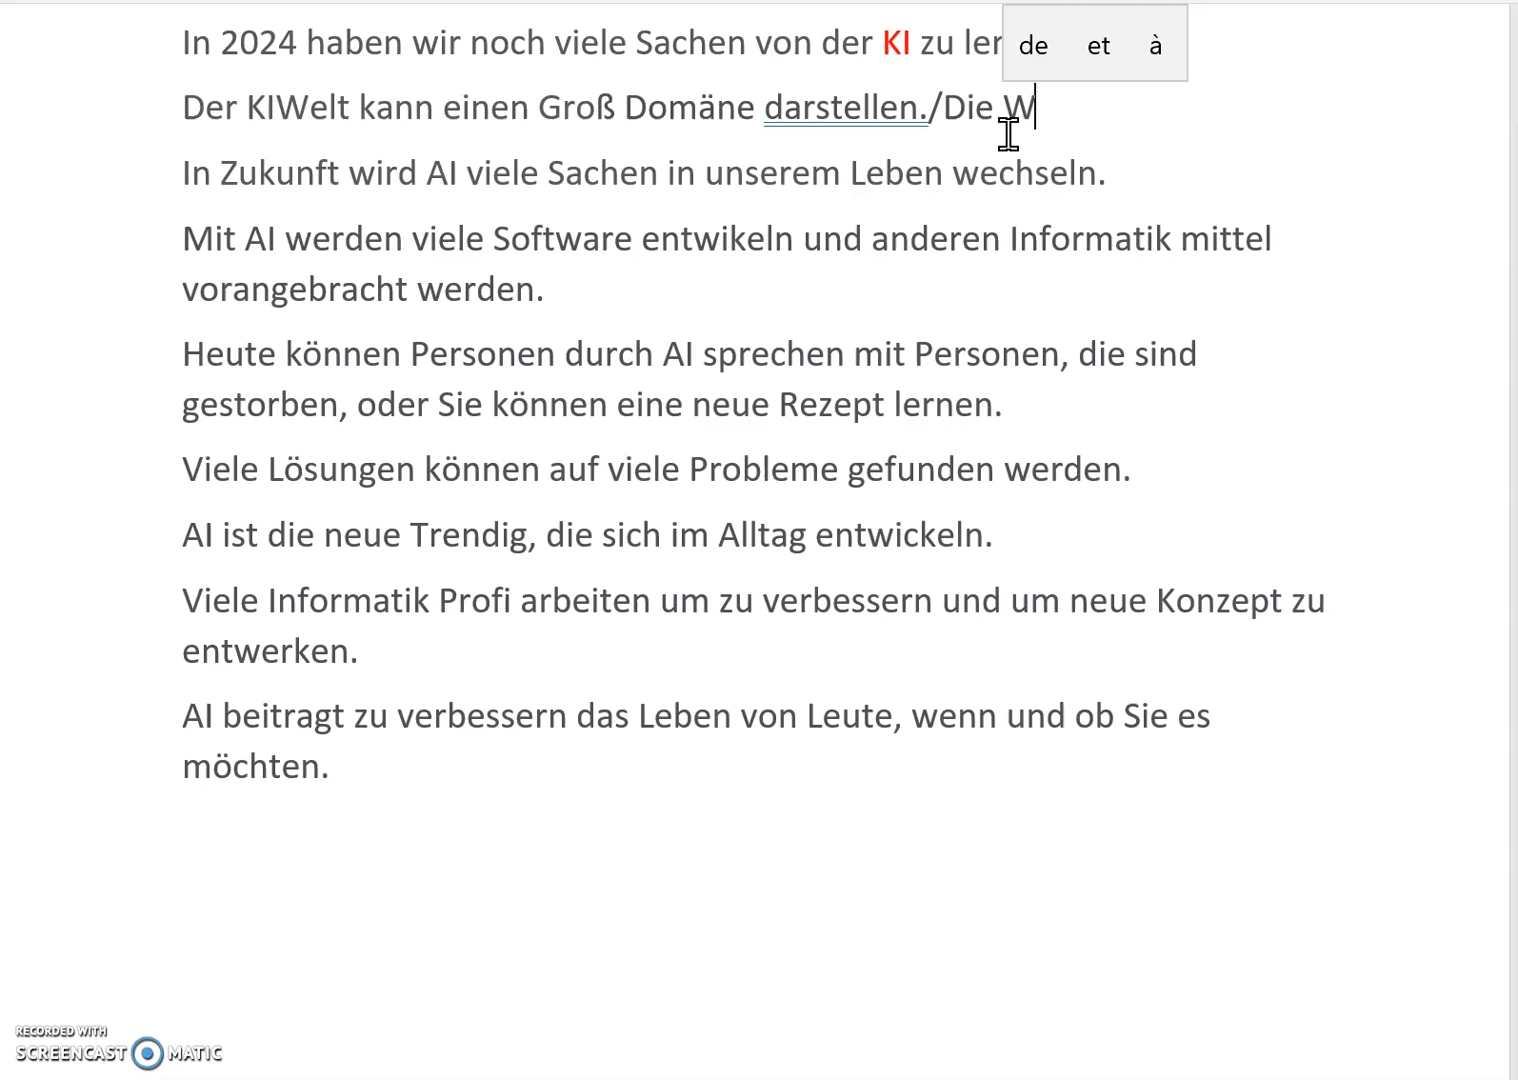 In 2024 haben wir noch viele Sachen von der KI zu ler
de et à
Der KIWelt kann einen Groß Domäne darstellen./Die W
In Zukunft wird AI viele Sachen in unserem Leben wechseln.
Mit AI werden viele Software entwikeln und anderen Informatik mittel
vorangebracht werden.
Heute können Personen durch AI sprechen mit Personen, die sind
gestorben, oder Sie können eine neue Rezept lernen.
Viele Lösungen können auf viele Probleme gefunden werden.
AI ist die neue Trendig, die sich im Alltag entwickeln.
Viele Informatik Profi arbeiten um zu verbessern und um neue Konzept zu
entwerken.
AI beitragt zu verbessern das Leben von Leute, wenn und ob Sie es
möchten.
RECORDED WITH
SCREENCAST MATIC